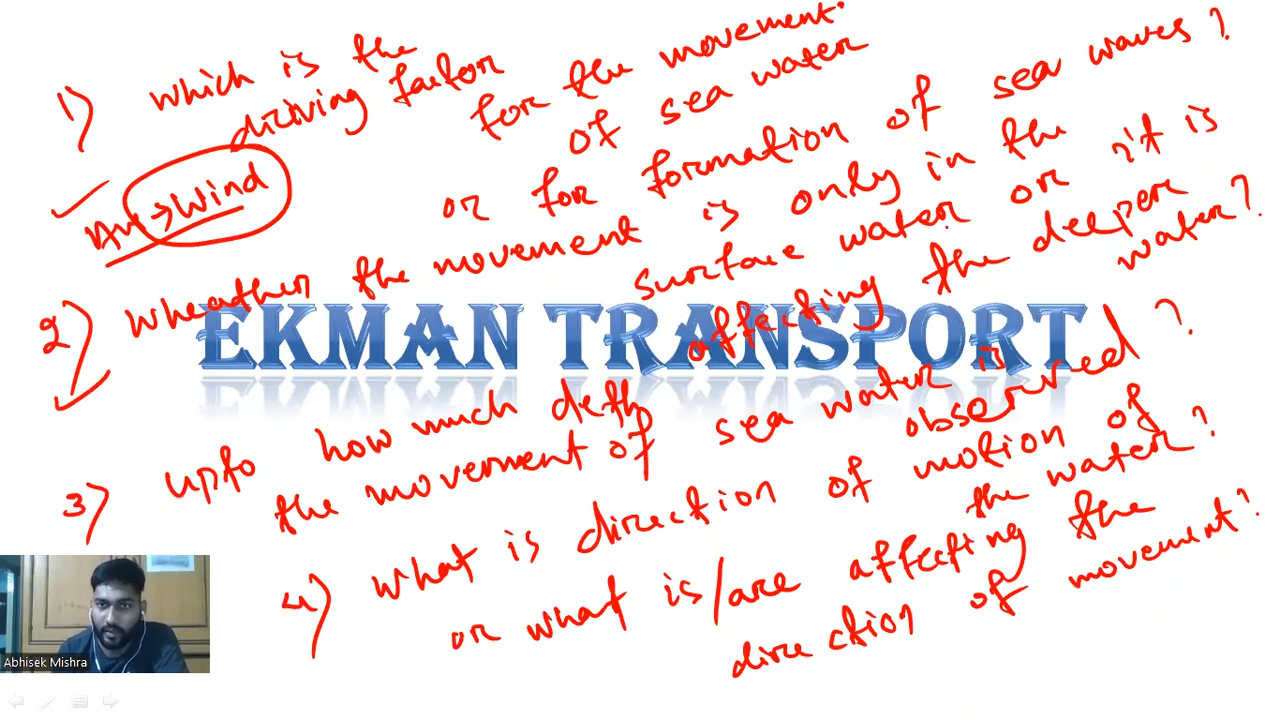 1) which is the
driving factor
for the movement
of sea water
or for formation of sea waves?
Ans → Wind
2) wheather the movement is only in the
surface water or it is
affecting the deeper
water?
EKMAN TRANSPORT
3) upto how much deth
the moverment of sea water is
observed ?
4) what is direction of motion of
the water?
or what is/are affecting the
direction of movement?
Abhisek Mishra